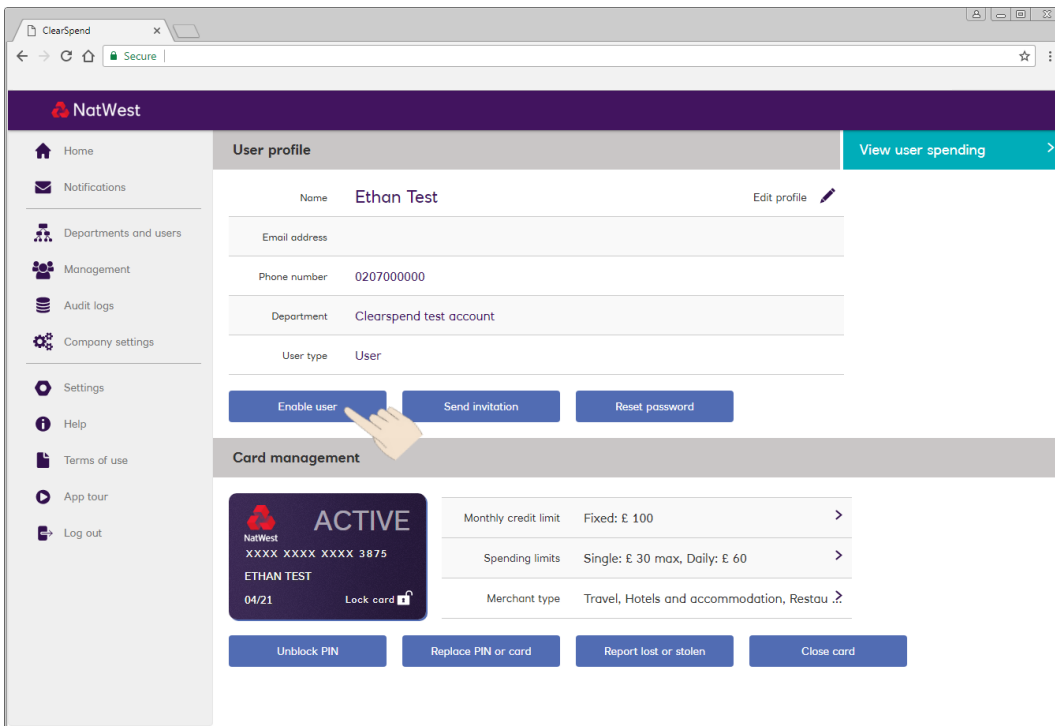 ClearSpend
Secure
NatWest
Home
Notifications
Departments and users
Management
Audit logs
Company settings
Settings
Help
Terms of use
App tour
Log out
User profile
View user spending
Name Ethan Test Edit profile
Email address
Phone number 0207000000
Department Clearspend test account
User type User
Enable user Send invitation Reset password
Card management
NatWest ACTIVE
XXXX XXXX XXXX 3875
ETHAN TEST
04/21 Lock card
Monthly credit limit Fixed: £ 100
Spending limits Single: £ 30 max, Daily: £ 60
Merchant type Travel, Hotels and accommodation, Restau ...
Unblock PIN Replace PIN or card Report lost or stolen Close card